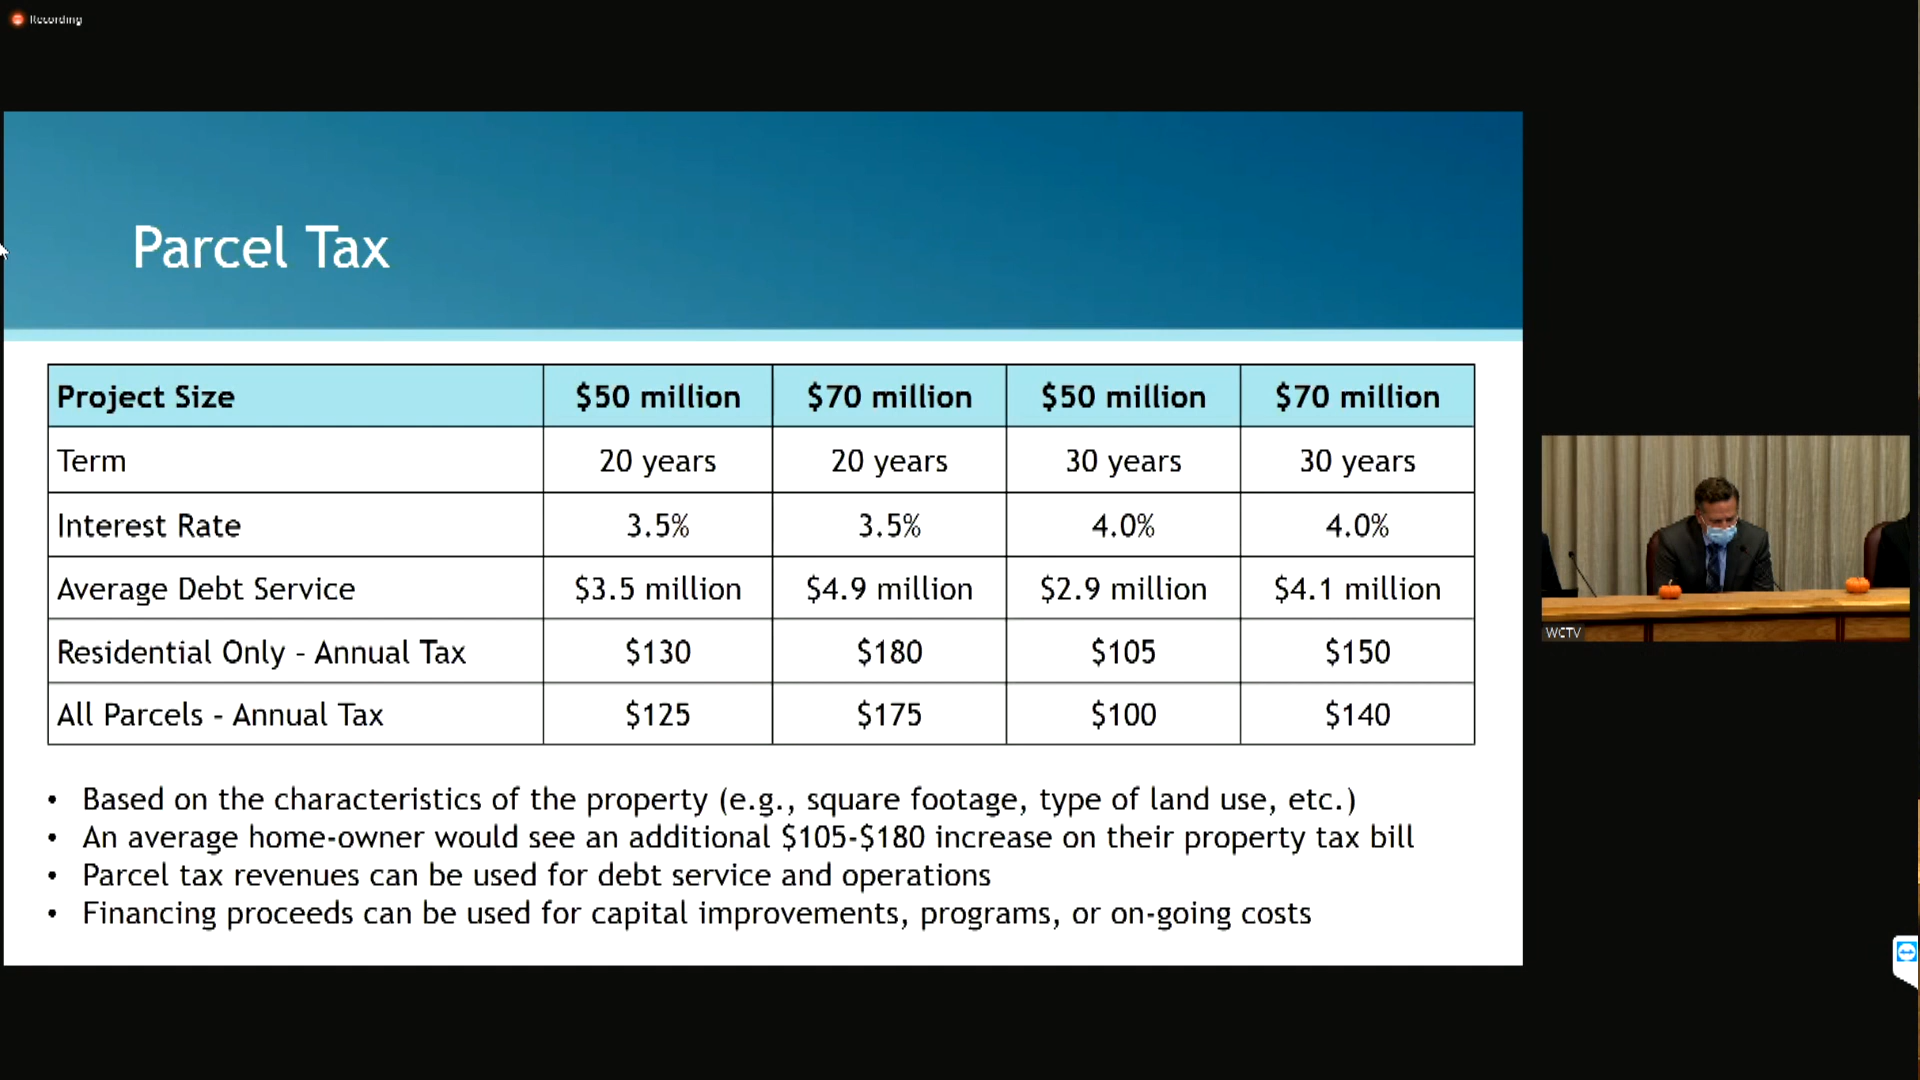 Recording
Parcel Tax
Project Size $50 million $70 million $50 million $70 million
Term 20 years 20 years 30 years 30 years
Interest Rate 3.5% 3.5% 4.0% 4.0%
Average Debt Service $3.5 million $4.9 million $2.9 million $4.1 million
Residential Only - Annual Tax $130 $180 $105 $150
All Parcels - Annual Tax $125 $175 $100 $140
• Based on the characteristics of the property (e.g., square footage, type of land use, etc.)
• An average home-owner would see an additional $105-$180 increase on their property tax bill
• Parcel tax revenues can be used for debt service and operations
• Financing proceeds can be used for capital improvements, programs, or on-going costs
WCTV